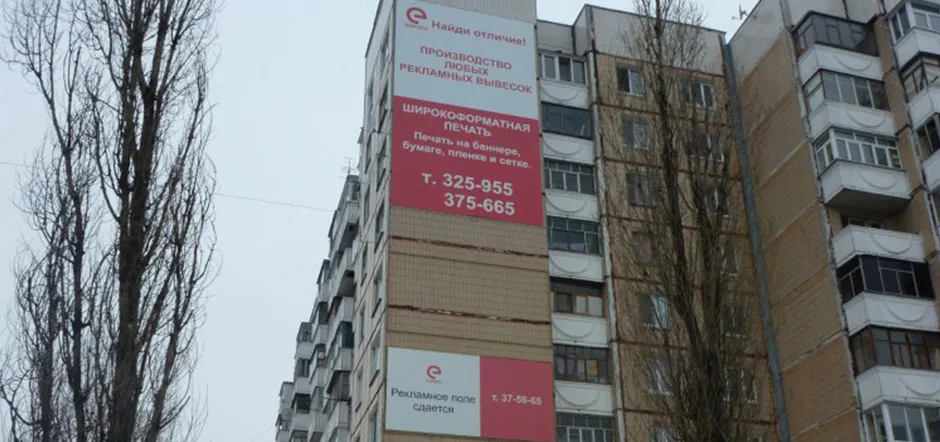 Найди отличие!
ПРОИЗВОДСТВО
ЛЮБЫХ
РЕКЛАМНЫХ ВЫВЕСОК
ШИРОКОФОРМАТНАЯ
ПЕЧАТЬ
Печать на баннере,
бумаге, пленке и сетке.
т. 325-955
375-665
Рекламное поле
сдается
т. 37-56-65